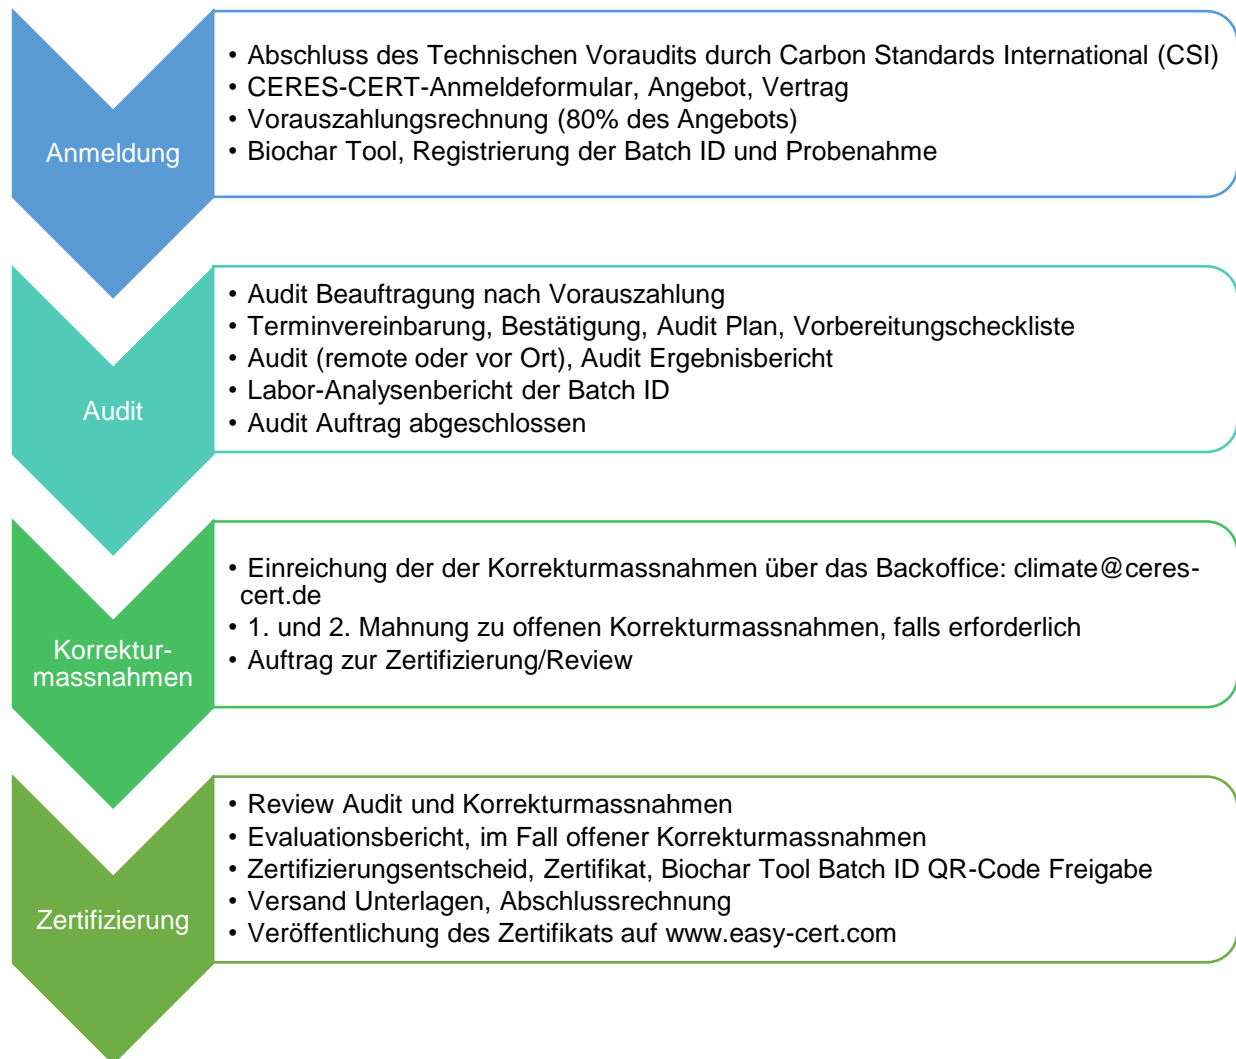 Anmeldung
• Abschluss des Technischen Voraudits durch Carbon Standards International (CSI)
• CERES-CERT-Anmeldeformular, Angebot, Vertrag
• Vorauszahlungsrechnung (80% des Angebots)
• Biochar Tool, Registrierung der Batch ID und Probenahme
Audit
• Audit Beauftragung nach Vorauszahlung
• Terminvereinbarung, Bestätigung, Audit Plan, Vorbereitungscheckliste
• Audit (remote oder vor Ort), Audit Ergebnisbericht
• Labor-Analysenbericht der Batch ID
• Audit Auftrag abgeschlossen
Korrektur-
massnahmen
• Einreichung der der Korrekturmassnahmen über das Backoffice: climate@ceres-
cert.de
• 1. und 2. Mahnung zu offenen Korrekturmassnahmen, falls erforderlich
• Auftrag zur Zertifizierung/Review
Zertifizierung
• Review Audit und Korrekturmassnahmen
• Evaluationsbericht, im Fall offener Korrekturmassnahmen
• Zertifizierungsentscheid, Zertifikat, Biochar Tool Batch ID QR-Code Freigabe
• Versand Unterlagen, Abschlussrechnung
• Veröffentlichung des Zertifikats auf www.easy-cert.com